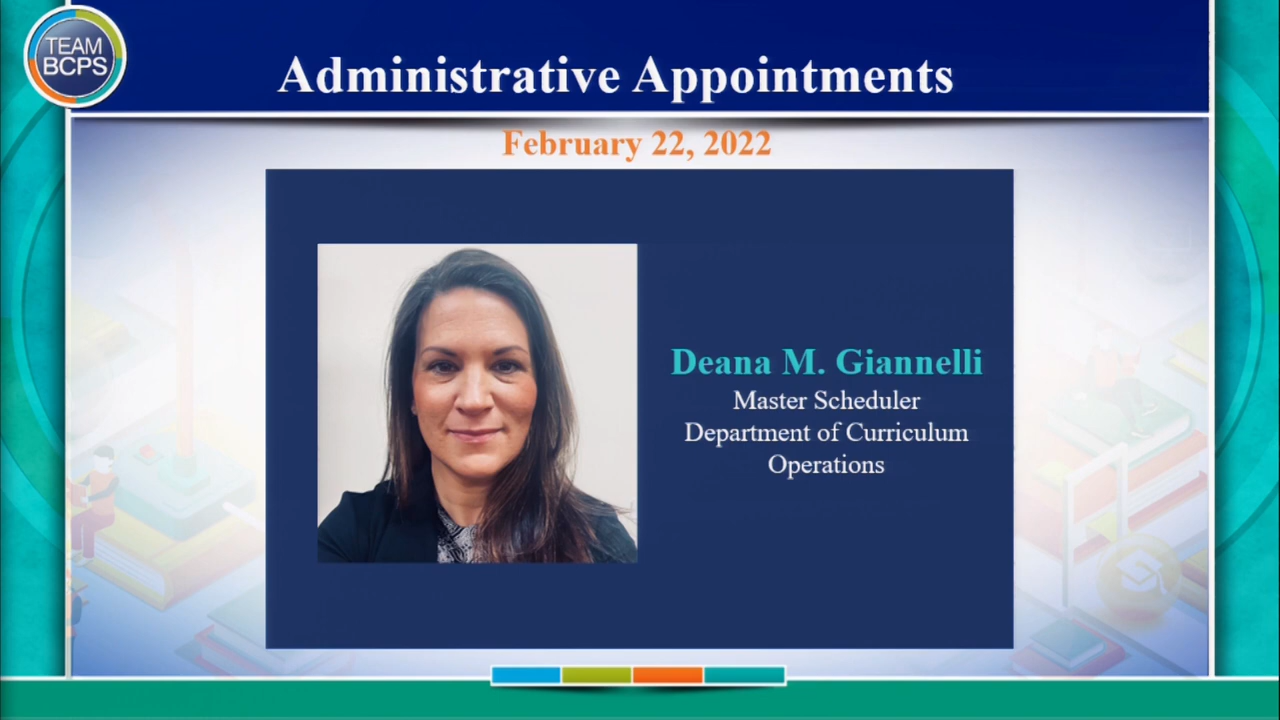 TEAM
BCPS
Administrative Appointments
February 22, 2022
Deana M. Giannelli
Master Scheduler
Department of Curriculum
Operations